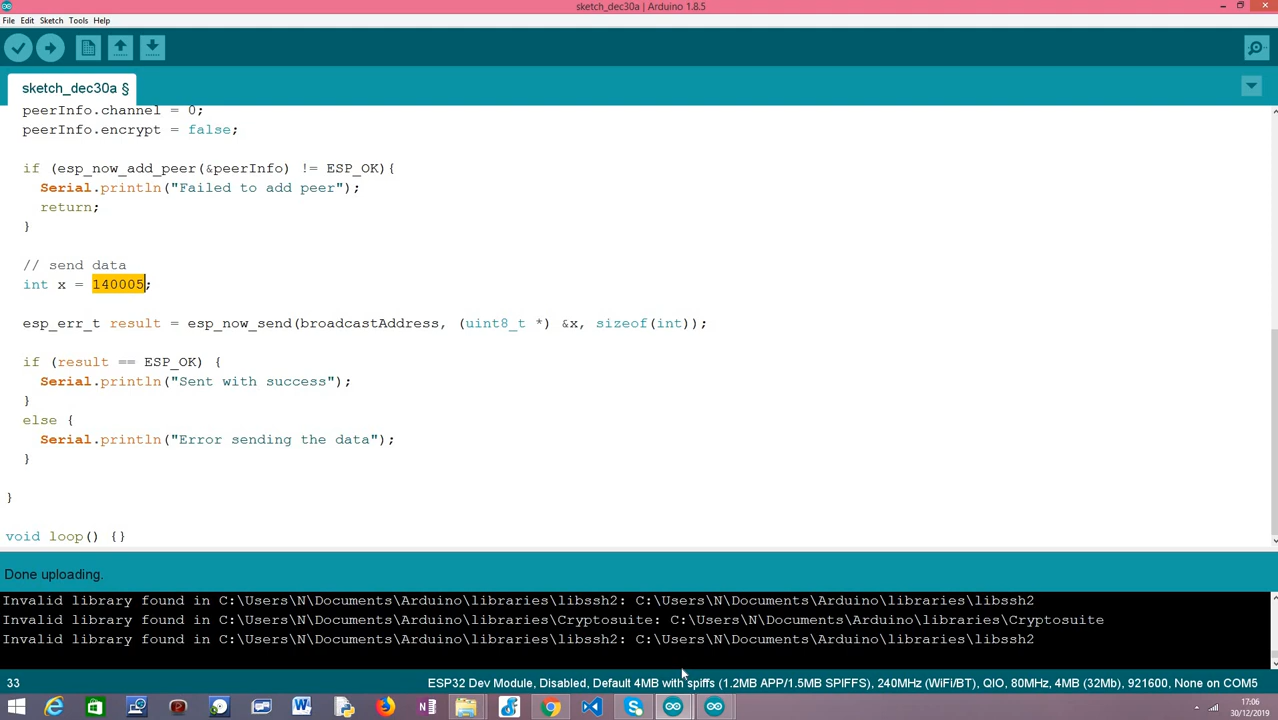 sketch_dec30a | Arduino 1.8.5
File Edit Sketch Tools Help
sketch_dec30a §
peerInfo.channel = 0;
peerInfo.encrypt = false;
if (esp_now_add_peer(&peerInfo) != ESP_OK){
Serial.println("Failed to add peer");
return;
}
// send data
int x = 140005;
esp_err_t result = esp_now_send(broadcastAddress, (uint8_t *) &x, sizeof(int));
if (result == ESP_OK) {
Serial.println("Sent with success");
}
else {
Serial.println("Error sending the data");
}
}
void loop() {}
Done uploading.
Invalid library found in C:\Users\N\Documents\Arduino\libraries\libssh2: C:\Users\N\Documents\Arduino\libraries\libssh2
Invalid library found in C:\Users\N\Documents\Arduino\libraries\Cryptosuite: C:\Users\N\Documents\Arduino\libraries\Cryptosuite
Invalid library found in C:\Users\N\Documents\Arduino\libraries\libssh2: C:\Users\N\Documents\Arduino\libraries\libssh2
33 ESP32 Dev Module, Disabled, Default 4MB with spiffs (1.2MB APP/1.5MB SPIFFS), 240MHz (WiFi/BT), QIO, 80MHz, 4MB (32Mb), 921600, None on COM5
17:06
30/12/2019